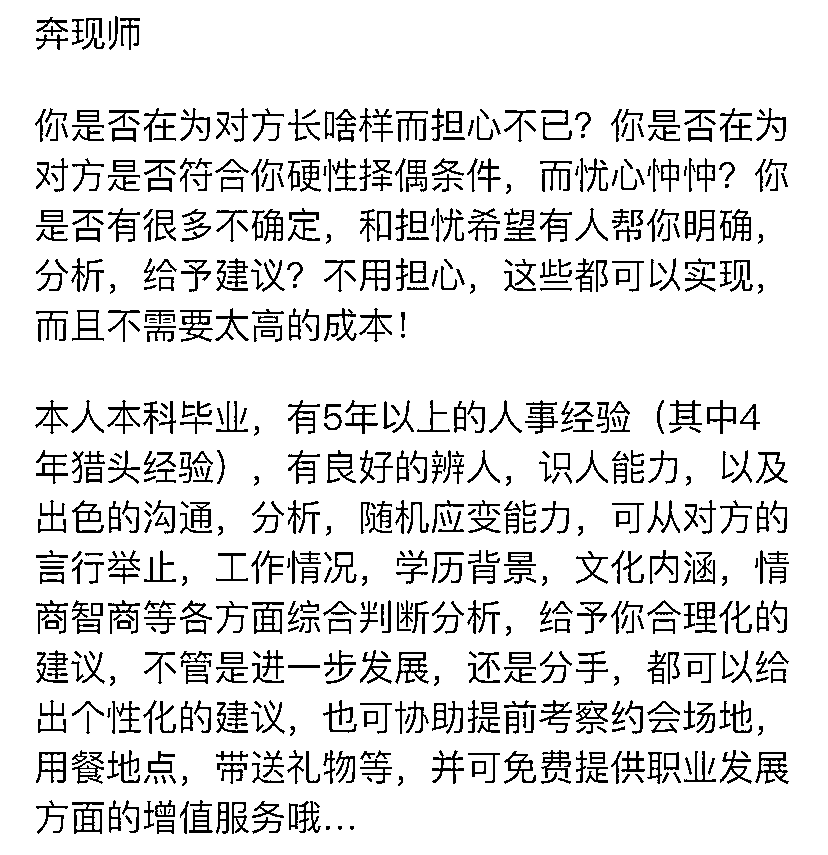 奔现师
你是否在为对方长啥样而担心不已？你是否在为
对方是否符合你硬性择偶条件，而忧心忡忡？你
是否有很多不确定，和担忧希望有人帮你明确，
分析，给予建议？不用担心，这些都可以实现，
而且不需要太高的成本！
本人本科毕业，有5年以上的人事经验（其中4
年猎头经验），有良好的辨人，识人能力，以及
出色的沟通，分析，随机应变能力，可从对方的
言行举止，工作情况，学历背景，文化内涵，情
商智商等各方面综合判断分析，给予你合理化的
建议，不管是进一步发展，还是分手，都可以给
出个性化的建议，也可协助提前考察约会场地，
用餐地点，带送礼物等，并可免费提供职业发展
方面的增值服务哦...